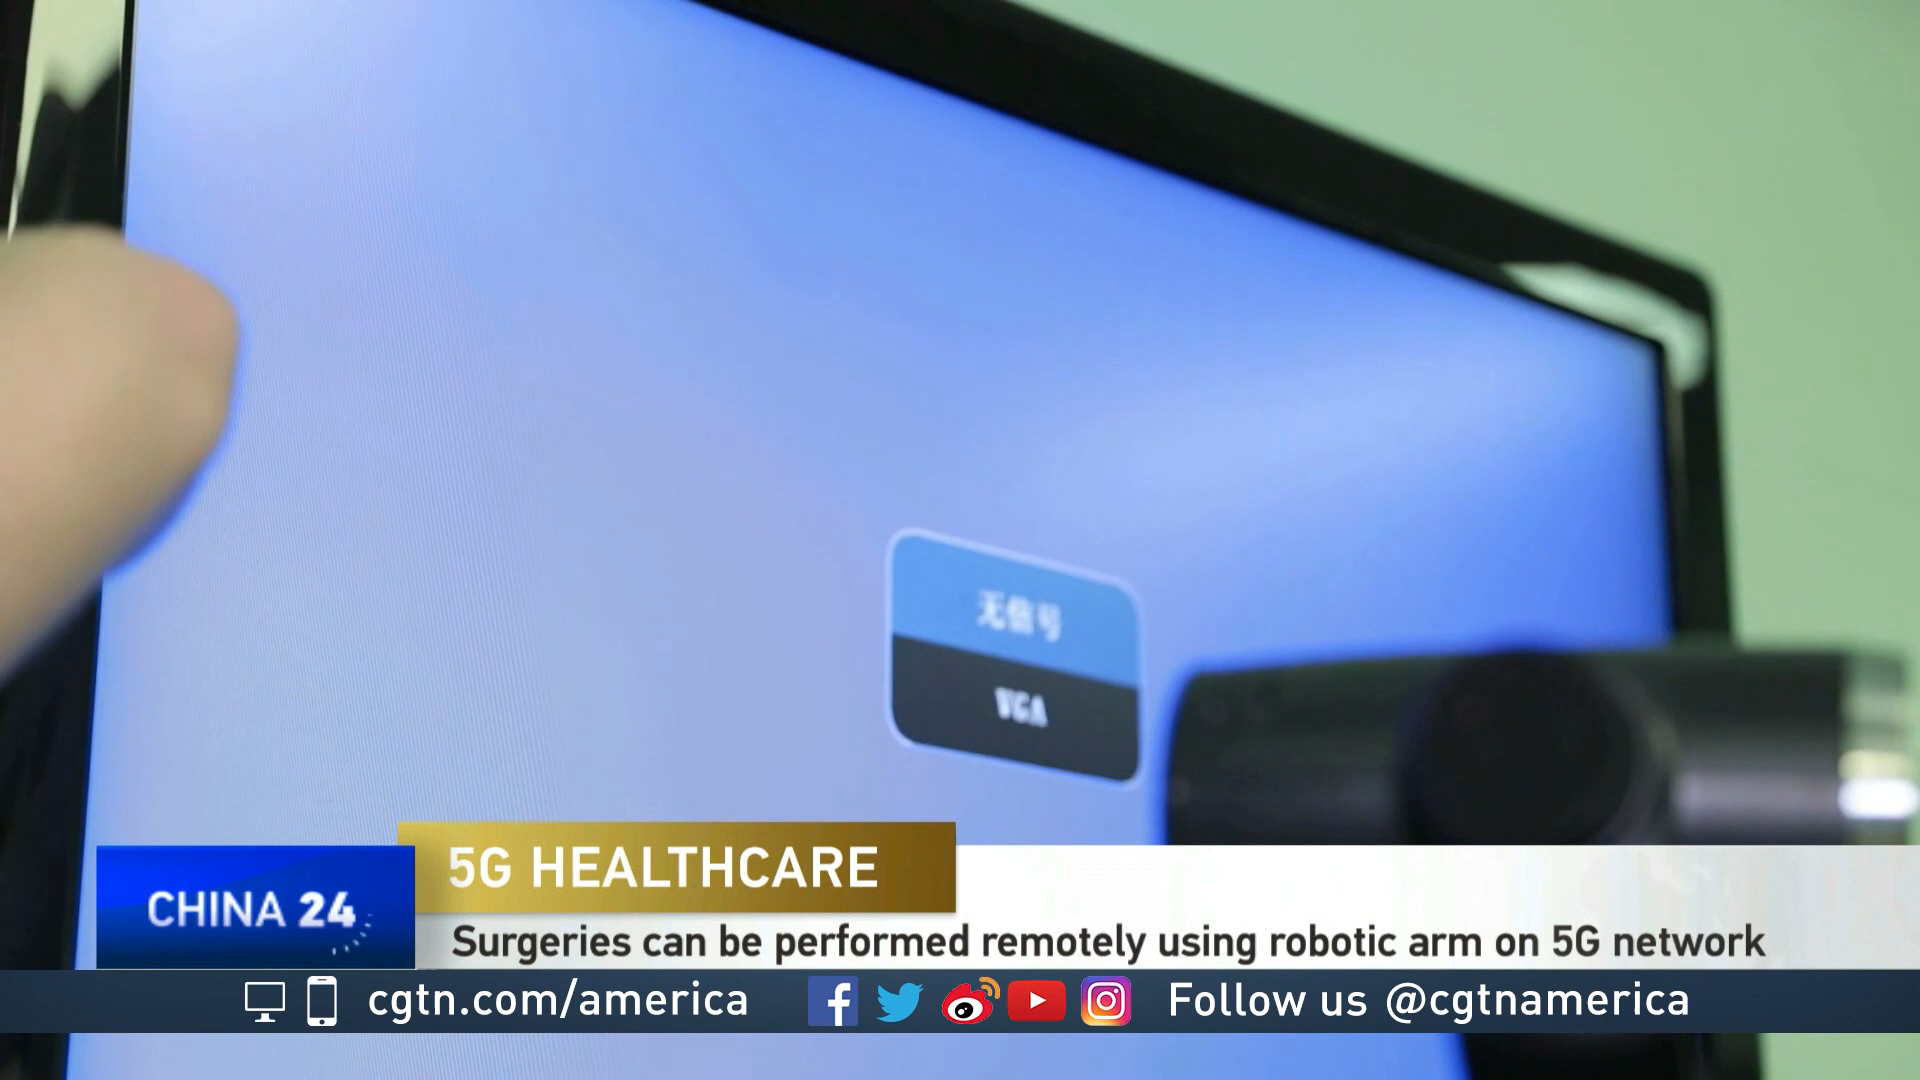 无信号
VGA
5G HEALTHCARE
CHINA 24
Surgeries can be performed remotely using robotic arm on 5G network
cgtn.com/america
Follow us @cgtnamerica